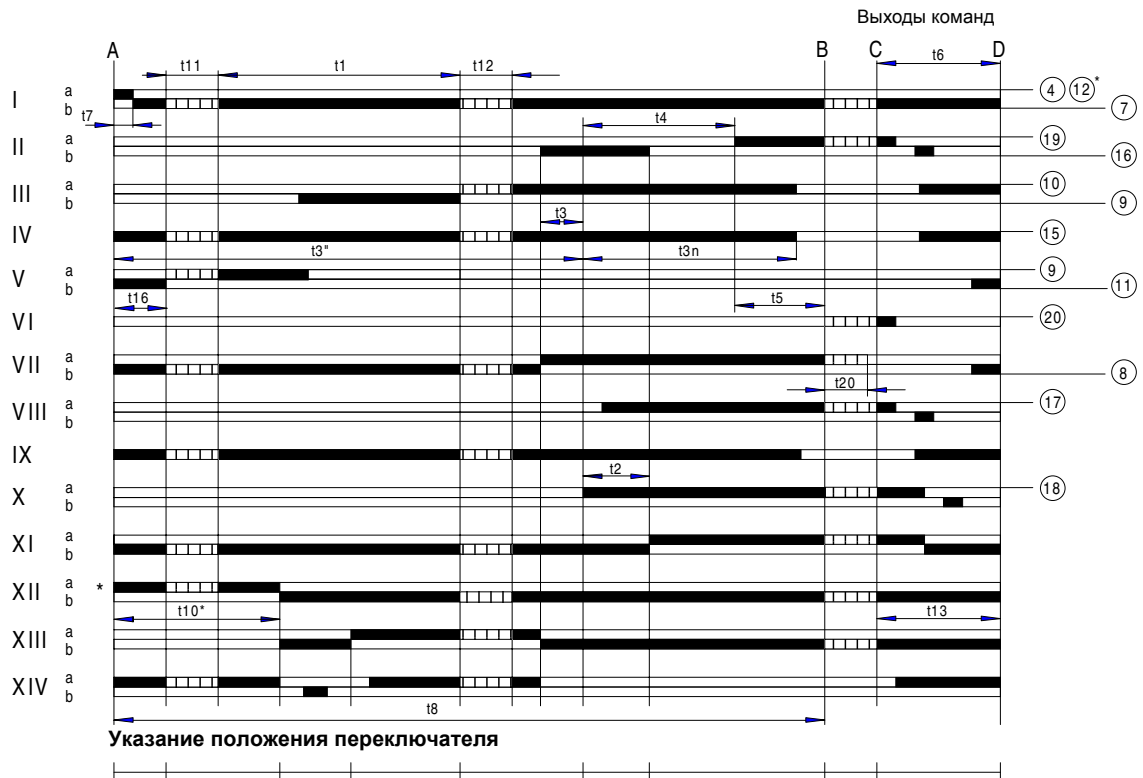 Выходы команд
A B C t6 D
t11 t1 t12
I a b 4 12* 7
t7 t4
II a b 19 16
III a b 10 9
t3
IV 15
t3" t3n
V a b 9 11
t16 t5
VI 20
VII a b 8
t20
VIII a b 17
IX
t2
X a b 18
XI a b
XII a b *
t10* t13
XIII a b
XIV a b
t8
Указание положения переключателя